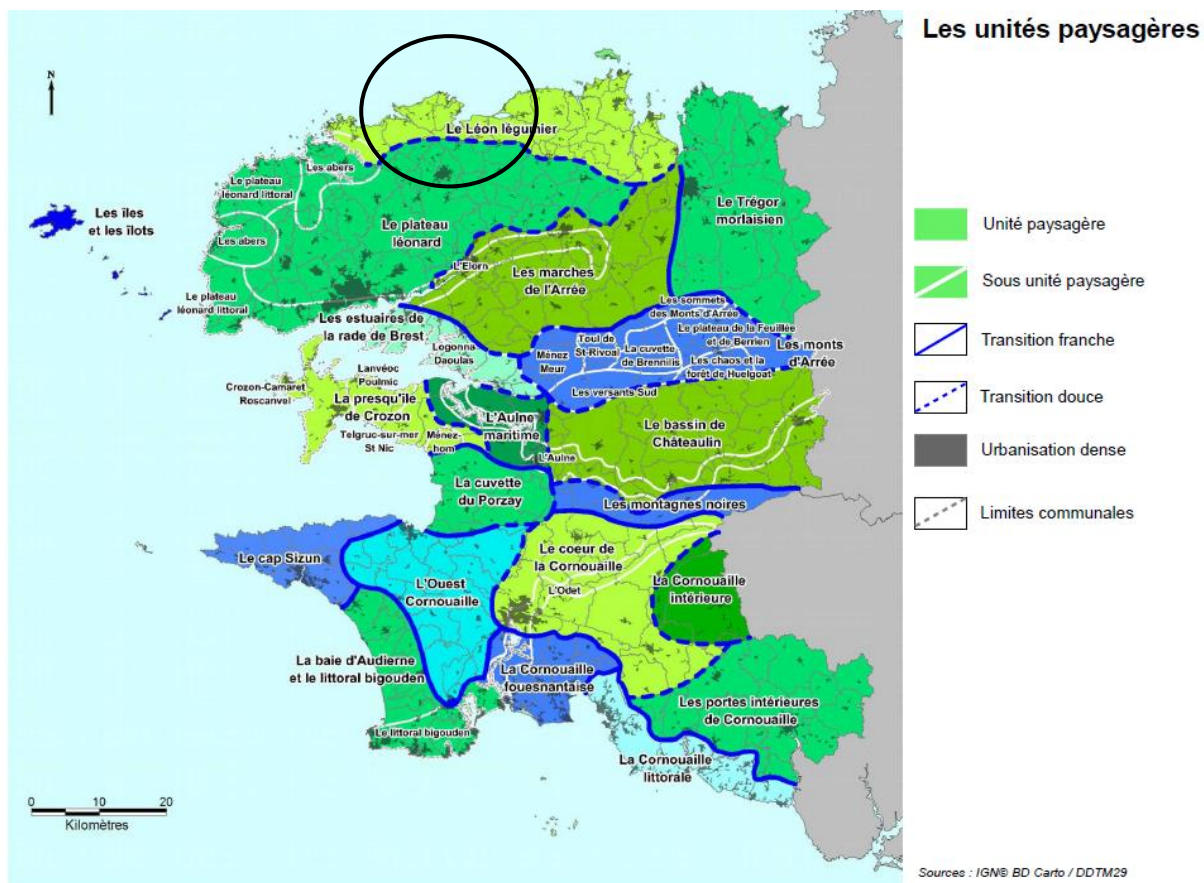 Les unités paysagères
N
Le Léon légumier
Les abers
Le plateau
léonard littoral
Le Trégor
morlaisien
Les îles
et les îlots
Le plateau
léonard
Les abers
L'Elorn
Les marches
de l'Arrée
Le plateau
léonard littoral
Les estuaires de
la rade de Brest
Logonna
Daoulas
Les sommets
des Monts d'Arrée
Toul de
St-Rivoal
La cuvette
de Brennilis
Le plateau de la Feuillée
et de Berrien
Ménez
Meur
Les chaos et la
forêt de Huelgoat
Les monts
d'Arrée
Les versants Sud
Lanvéoc
Poulmic
Crozon-Camaret
Roscanvel
La presqu'île
de Crozon
Telgruc-sur-mer
St Nic
Ménez-
hom
L'Aulne
maritime
L'Aulne
Le bassin de
Châteaulin
La cuvette
du Porzay
Les montagnes noires
Le cap Sizun
L'Ouest
Cornouaille
Le coeur de
la Cornouaille
L'Odet
La Cornouaille
intérieure
La baie d'Audierne
et le littoral bigouden
La Cornouaille
fouesnantaise
Les portes intérieures
de Cornouaille
Le littoral bigouden
La Cornouaille
littorale
0 10 20
Kilomètres
Unité paysagère
Sous unité paysagère
Transition franche
Transition douce
Urbanisation dense
Limites communales
Sources : IGN® BD Carto / DDTM29